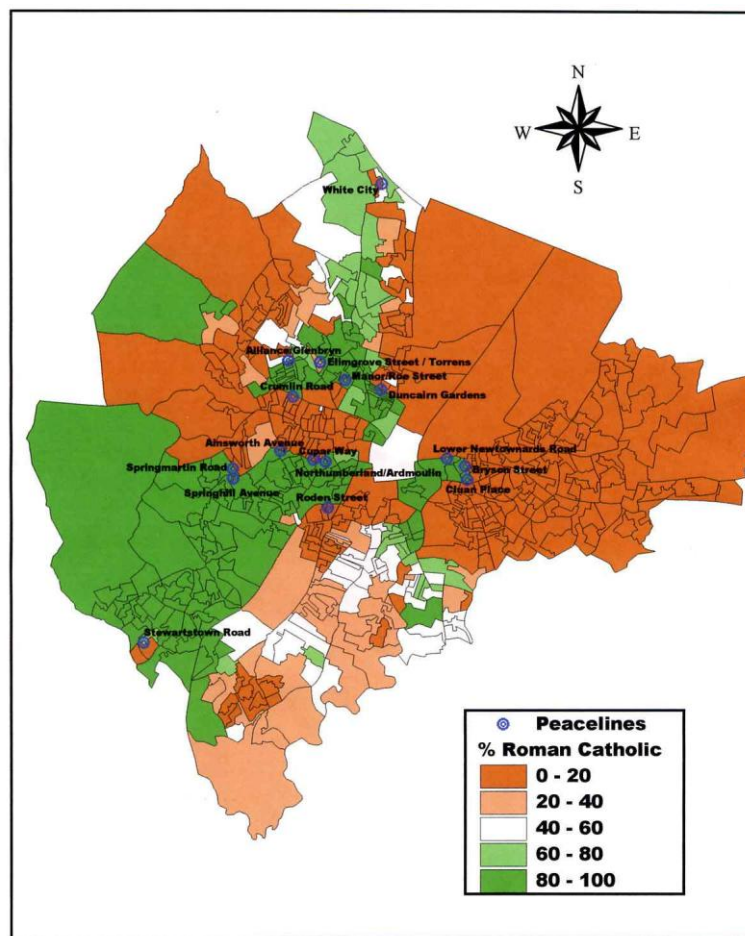 N
W E
S
White City
Alliance/Glenbryn
Elimgrove Street / Torrens
Manor/Roe Street
Crumlin Road
Duncairn Gardens
Ainsworth Avenue
Cupar Way
Lower Newtownards Road
Springmartin Road
Northumberland/Ardmoulin
Bryson Street
Springhill Avenue
Cluan Place
Roden Street
Stewartstown Road
Peacelines
% Roman Catholic
0 - 20
20 - 40
40 - 60
60 - 80
80 - 100